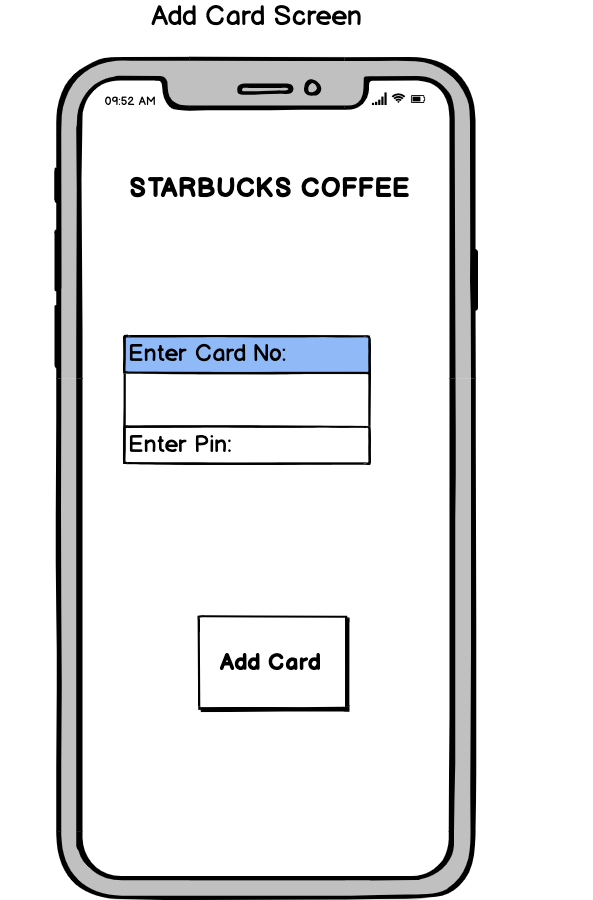 Add Card Screen
09:52 AM
STARBUCKS COFFEE
Enter Card No:
Enter Pin:
Add Card